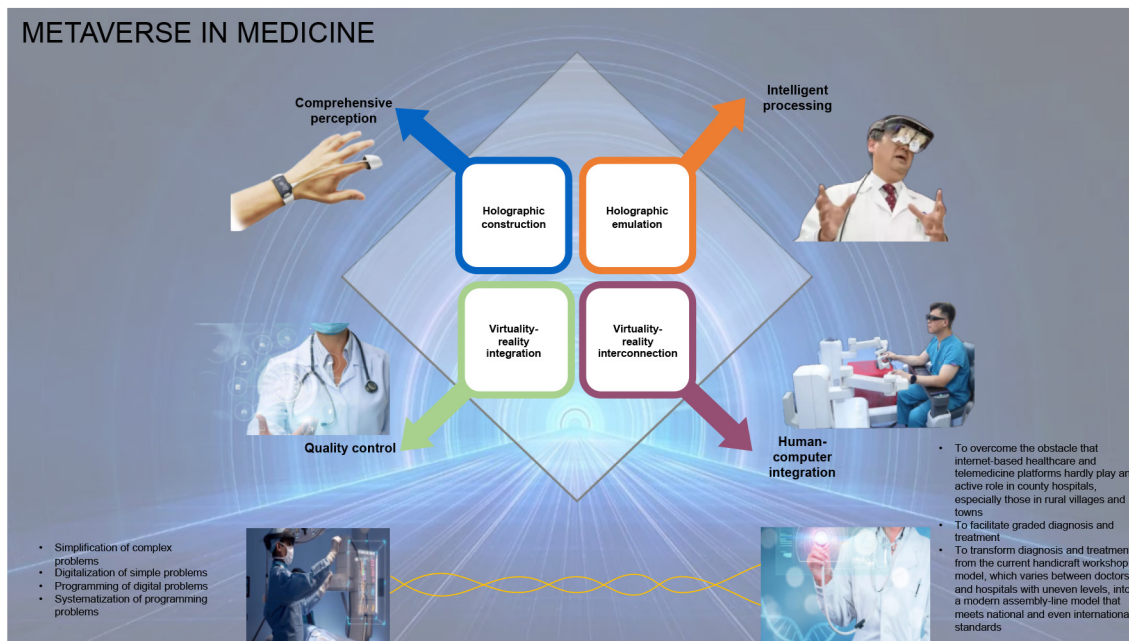 METAVERSE IN MEDICINE
Comprehensive
perception
Intelligent
processing
Holographic
construction
Holographic
emulation
Virtuality-
reality
integration
Virtuality-
reality
interconnection
Quality control
Human-
computer
integration
• Simplification of complex
problems
• Digitalization of simple problems
• Programming of digital problems
• Systematization of programming
problems
• To overcome the obstacle that
internet-based healthcare and
telemedicine platforms hardly play an
active role in county hospitals,
especially those in rural villages and
towns
• To facilitate graded diagnosis and
treatment
• To transform diagnosis and treatment
from the current handicraft workshop
model, which varies between doctors
and hospitals with uneven levels, into
a modern assembly-line model that
meets national and even international
standards